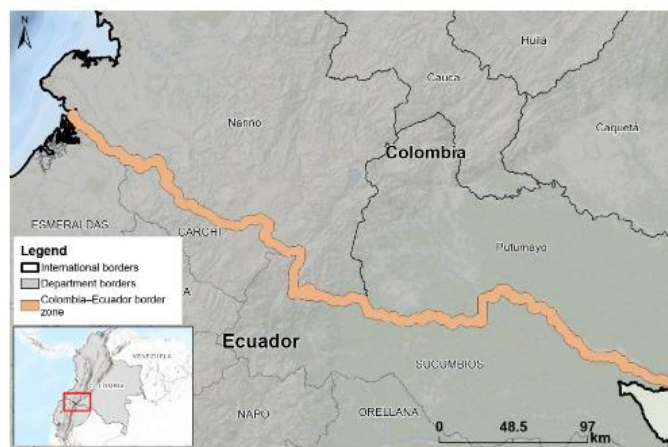 N
Huila
Cauca
Nariño
Caquetá
Colombia
ESMERALDAS
CARCHI
Putumayo
Legend
International borders
Department borders
Colombia–Ecuador border
zone
Ecuador
SUCUMBIOS
VENEZUELA
NAPO
ORELLANA
0 48.5 97
km